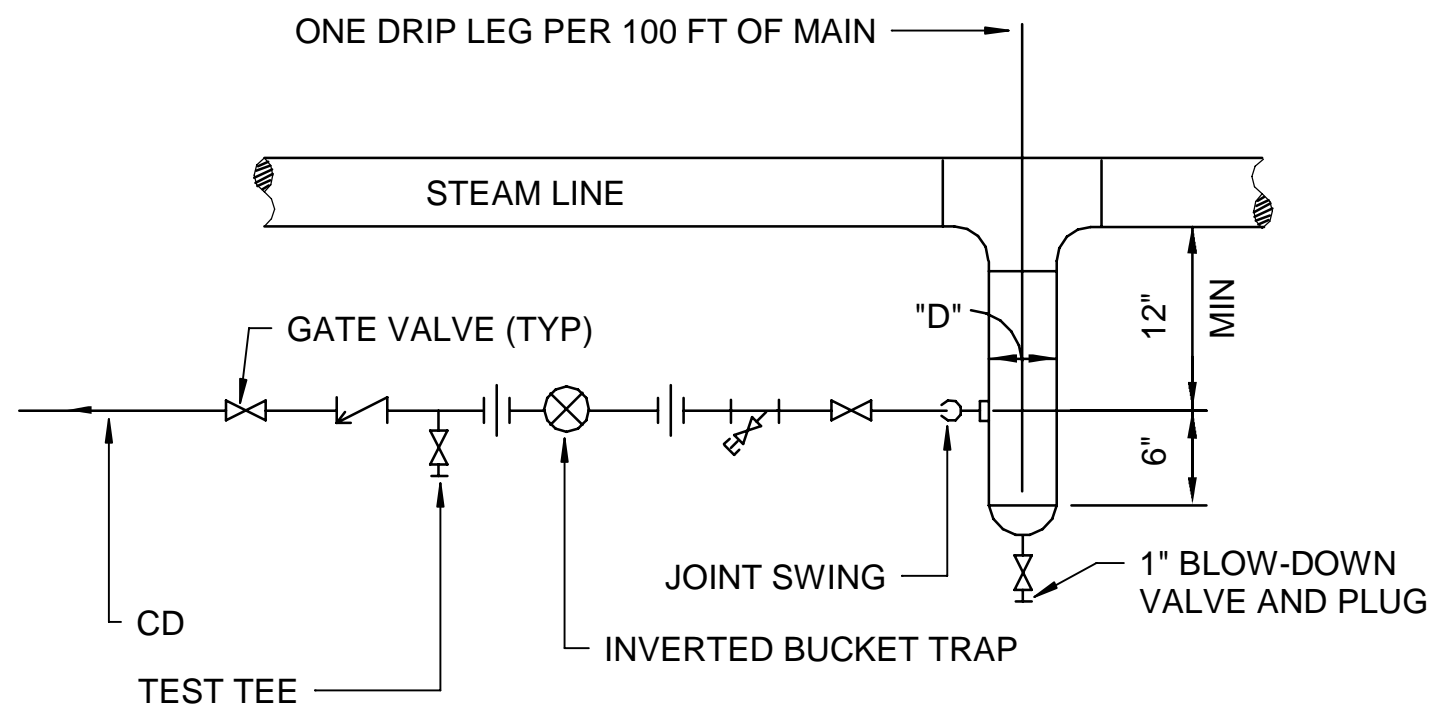 ONE DRIP LEG PER 100 FT OF MAIN
STEAM LINE
"D"
12"
MIN
GATE VALVE (TYP)
6"
JOINT SWING
1" BLOW-DOWN
VALVE AND PLUG
CD
INVERTED BUCKET TRAP
TEST TEE